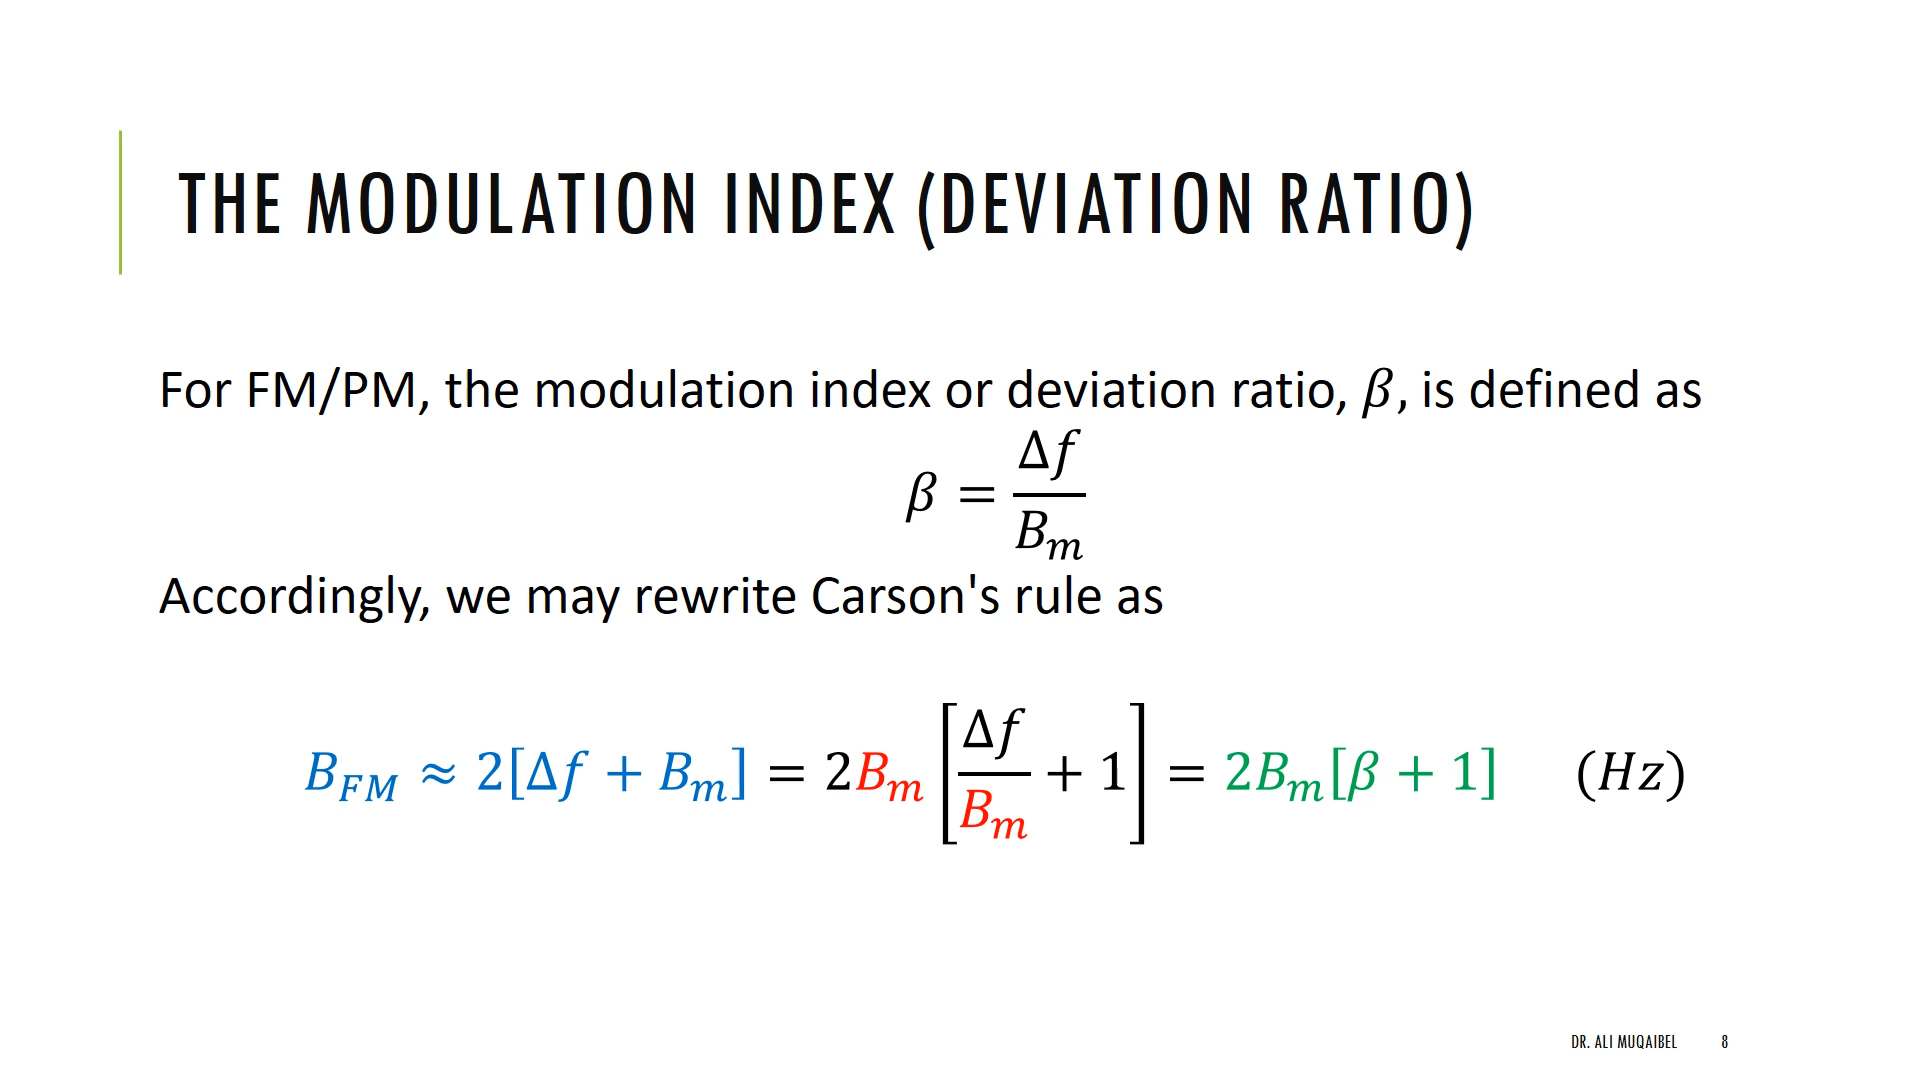 THE MODULATION INDEX (DEVIATION RATIO)
For FM/PM, the modulation index or deviation ratio, β, is defined as
β = Δf / B_m
Accordingly, we may rewrite Carson's rule as
B_FM ≈ 2[Δf + B_m] = 2B_m [Δf / B_m + 1] = 2B_m[β + 1] (Hz)
DR. ALI MUQAIBEL 8